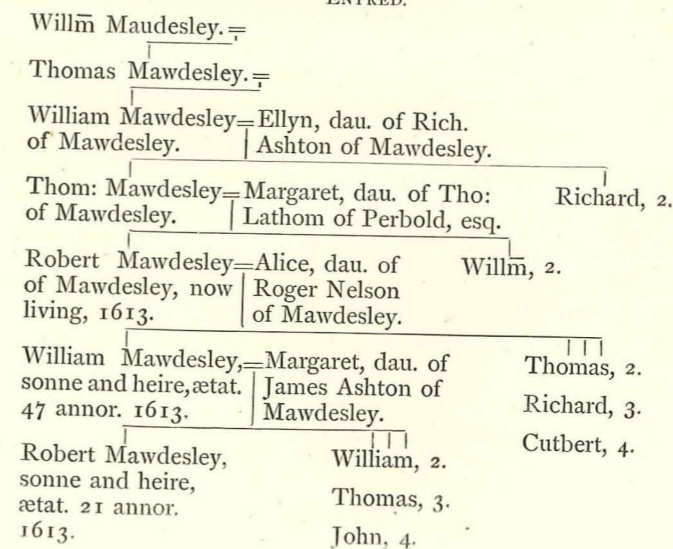 ENTRED.
Willm̄ Maudesley.=
Thomas Mawdesley.=
William Mawdesley=Ellyn, dau. of Rich.
of Mawdesley. Ashton of Mawdesley.
Thom: Mawdesley=Margaret, dau. of Tho: Richard, 2.
of Mawdesley. Lathom of Perbold, esq.
Robert Mawdesley=Alice, dau. of Willm̄, 2.
of Mawdesley, now Roger Nelson
living, 1613. of Mawdesley.
William Mawdesley,=Margaret, dau. of Thomas, 2.
sonne and heire, ætat. James Ashton of Richard, 3.
47 annor. 1613. Mawdesley. Cutbert, 4.
Robert Mawdesley, William, 2.
sonne and heire, Thomas, 3.
ætat. 21 annor.
1613. John, 4.